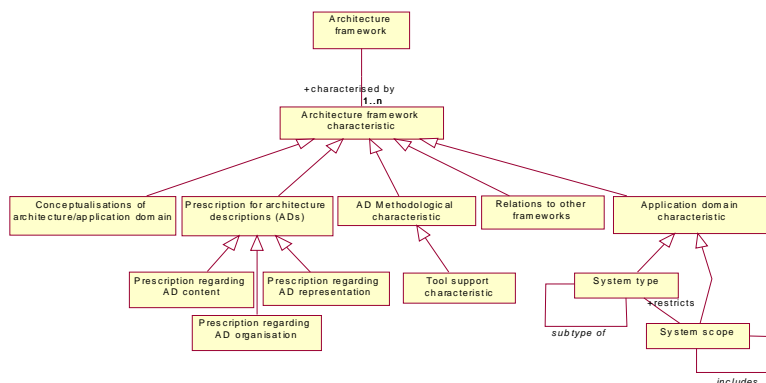 Architecture
framework
+characterised by
1..n
Architecture framework
characteristic
Conceptualisations of
architecture/application domain
Prescription for architecture
descriptions (ADs)
AD Methodological
characteristic
Relations to other
frameworks
Application domain
characteristic
Prescription regarding
AD content
Prescription regarding
AD representation
Tool support
characteristic
System type
+restricts
Prescription regarding
AD organisation
subtype of
System scope
includes